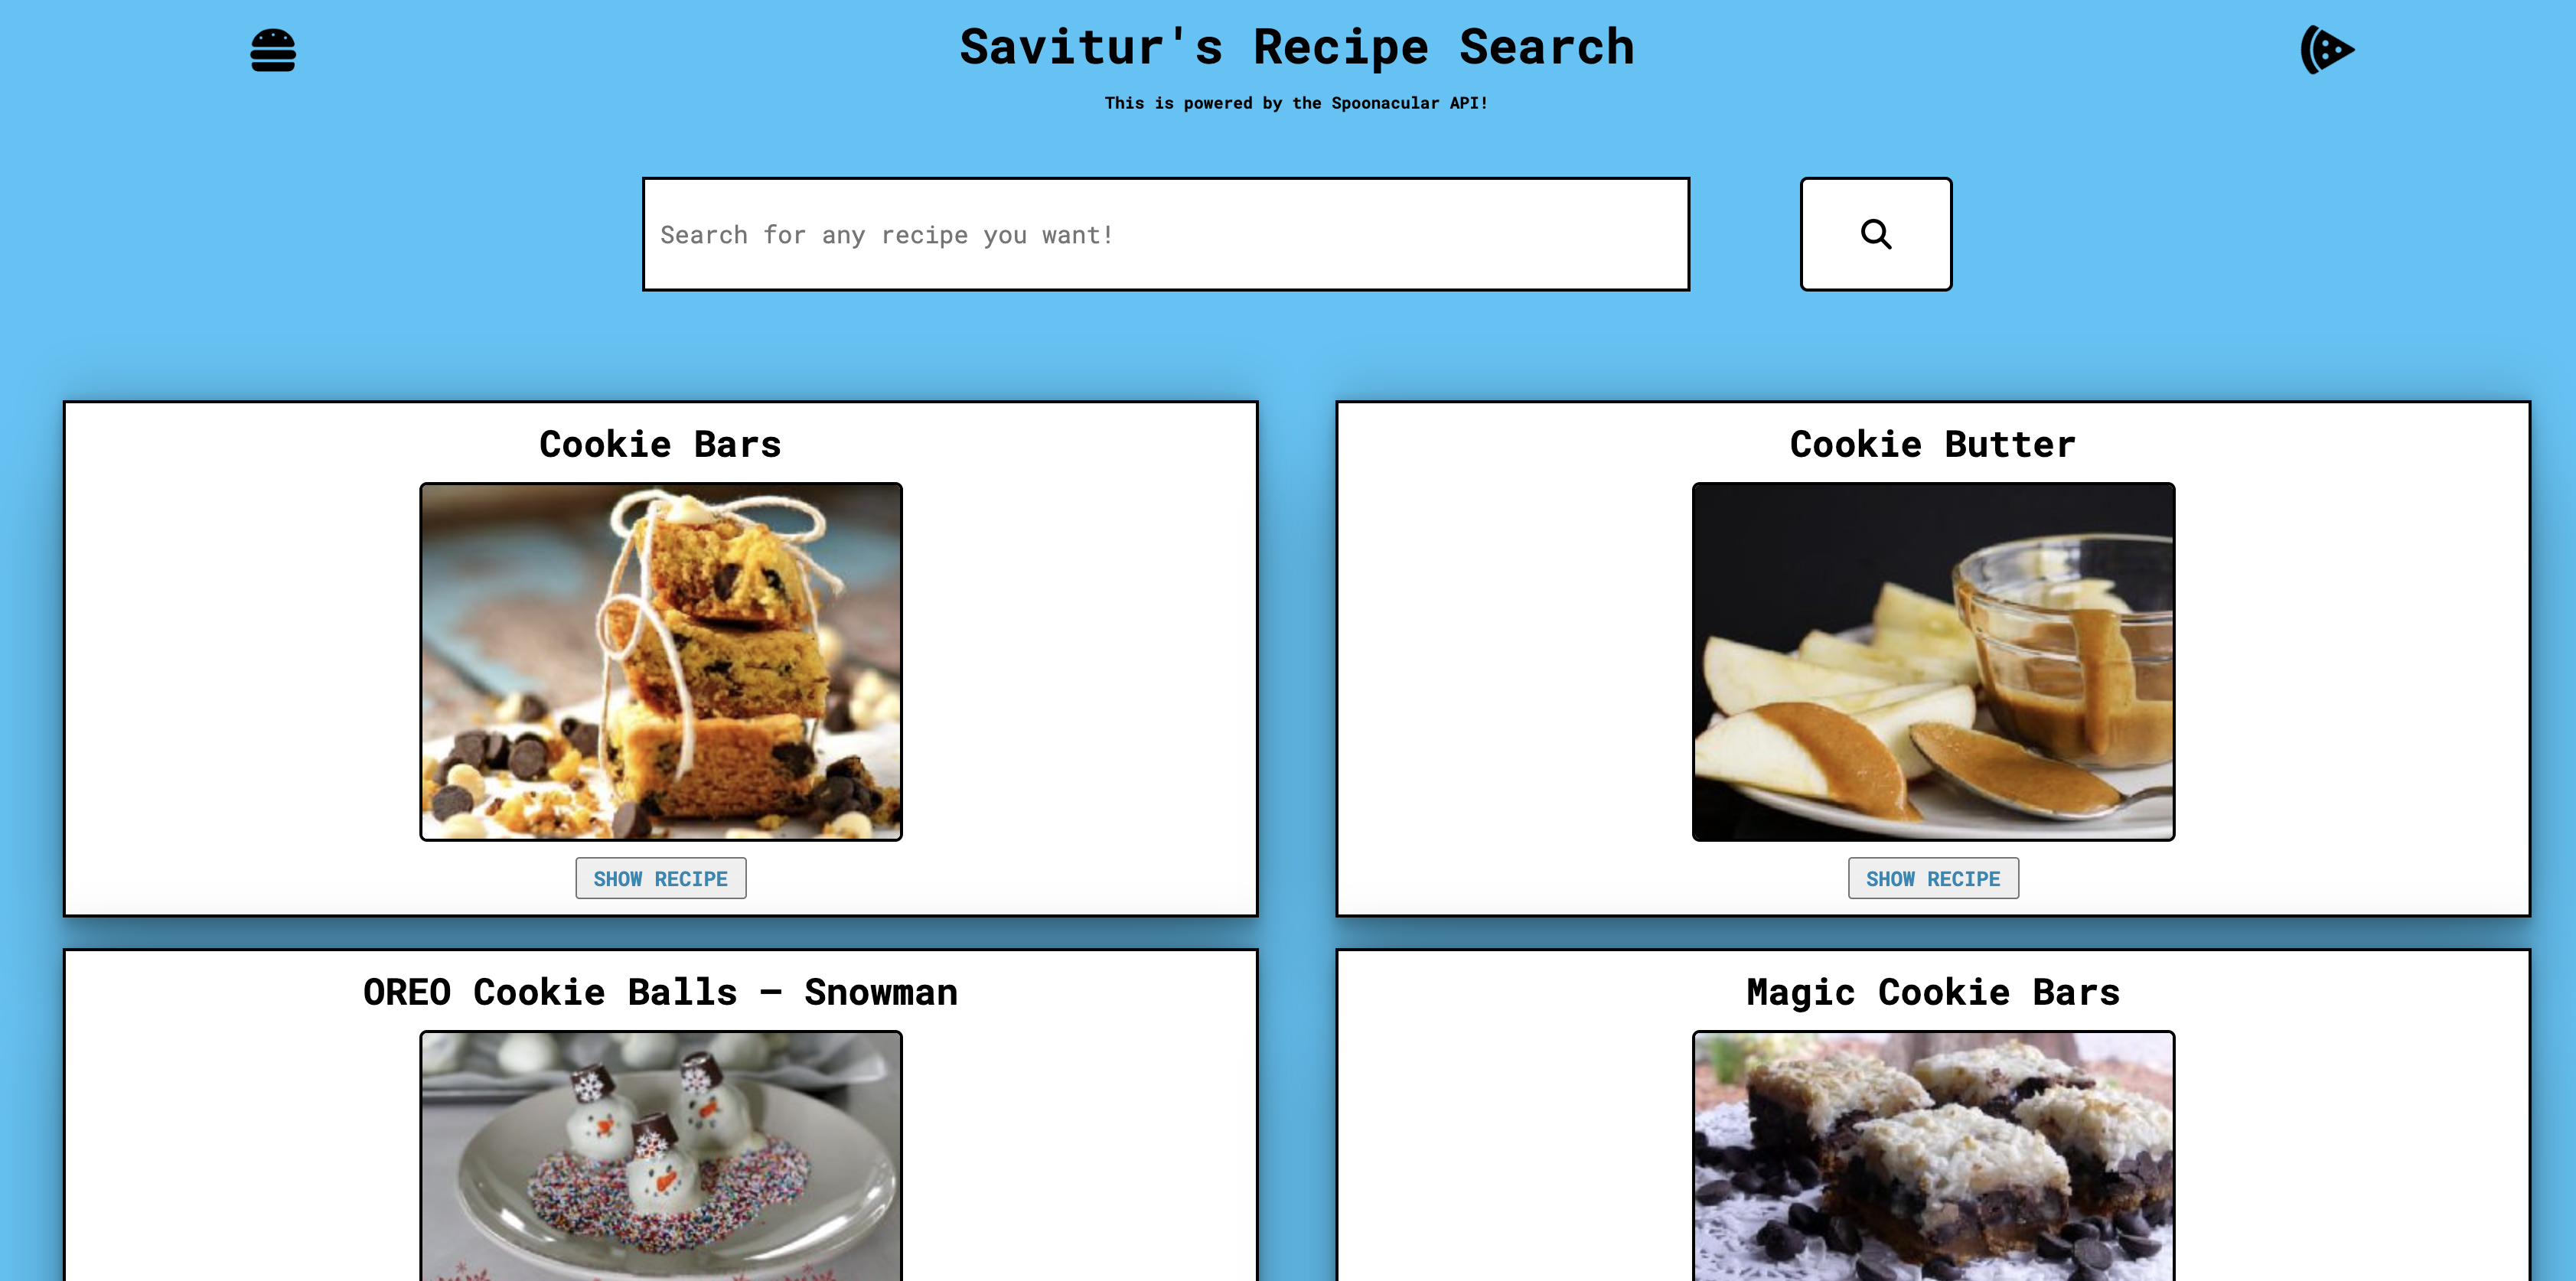 Savitur's Recipe Search
This is powered by the Spoonacular API!
Search for any recipe you want!
Cookie Bars
Cookie Butter
SHOW RECIPE
SHOW RECIPE
OREO Cookie Balls – Snowman
Magic Cookie Bars